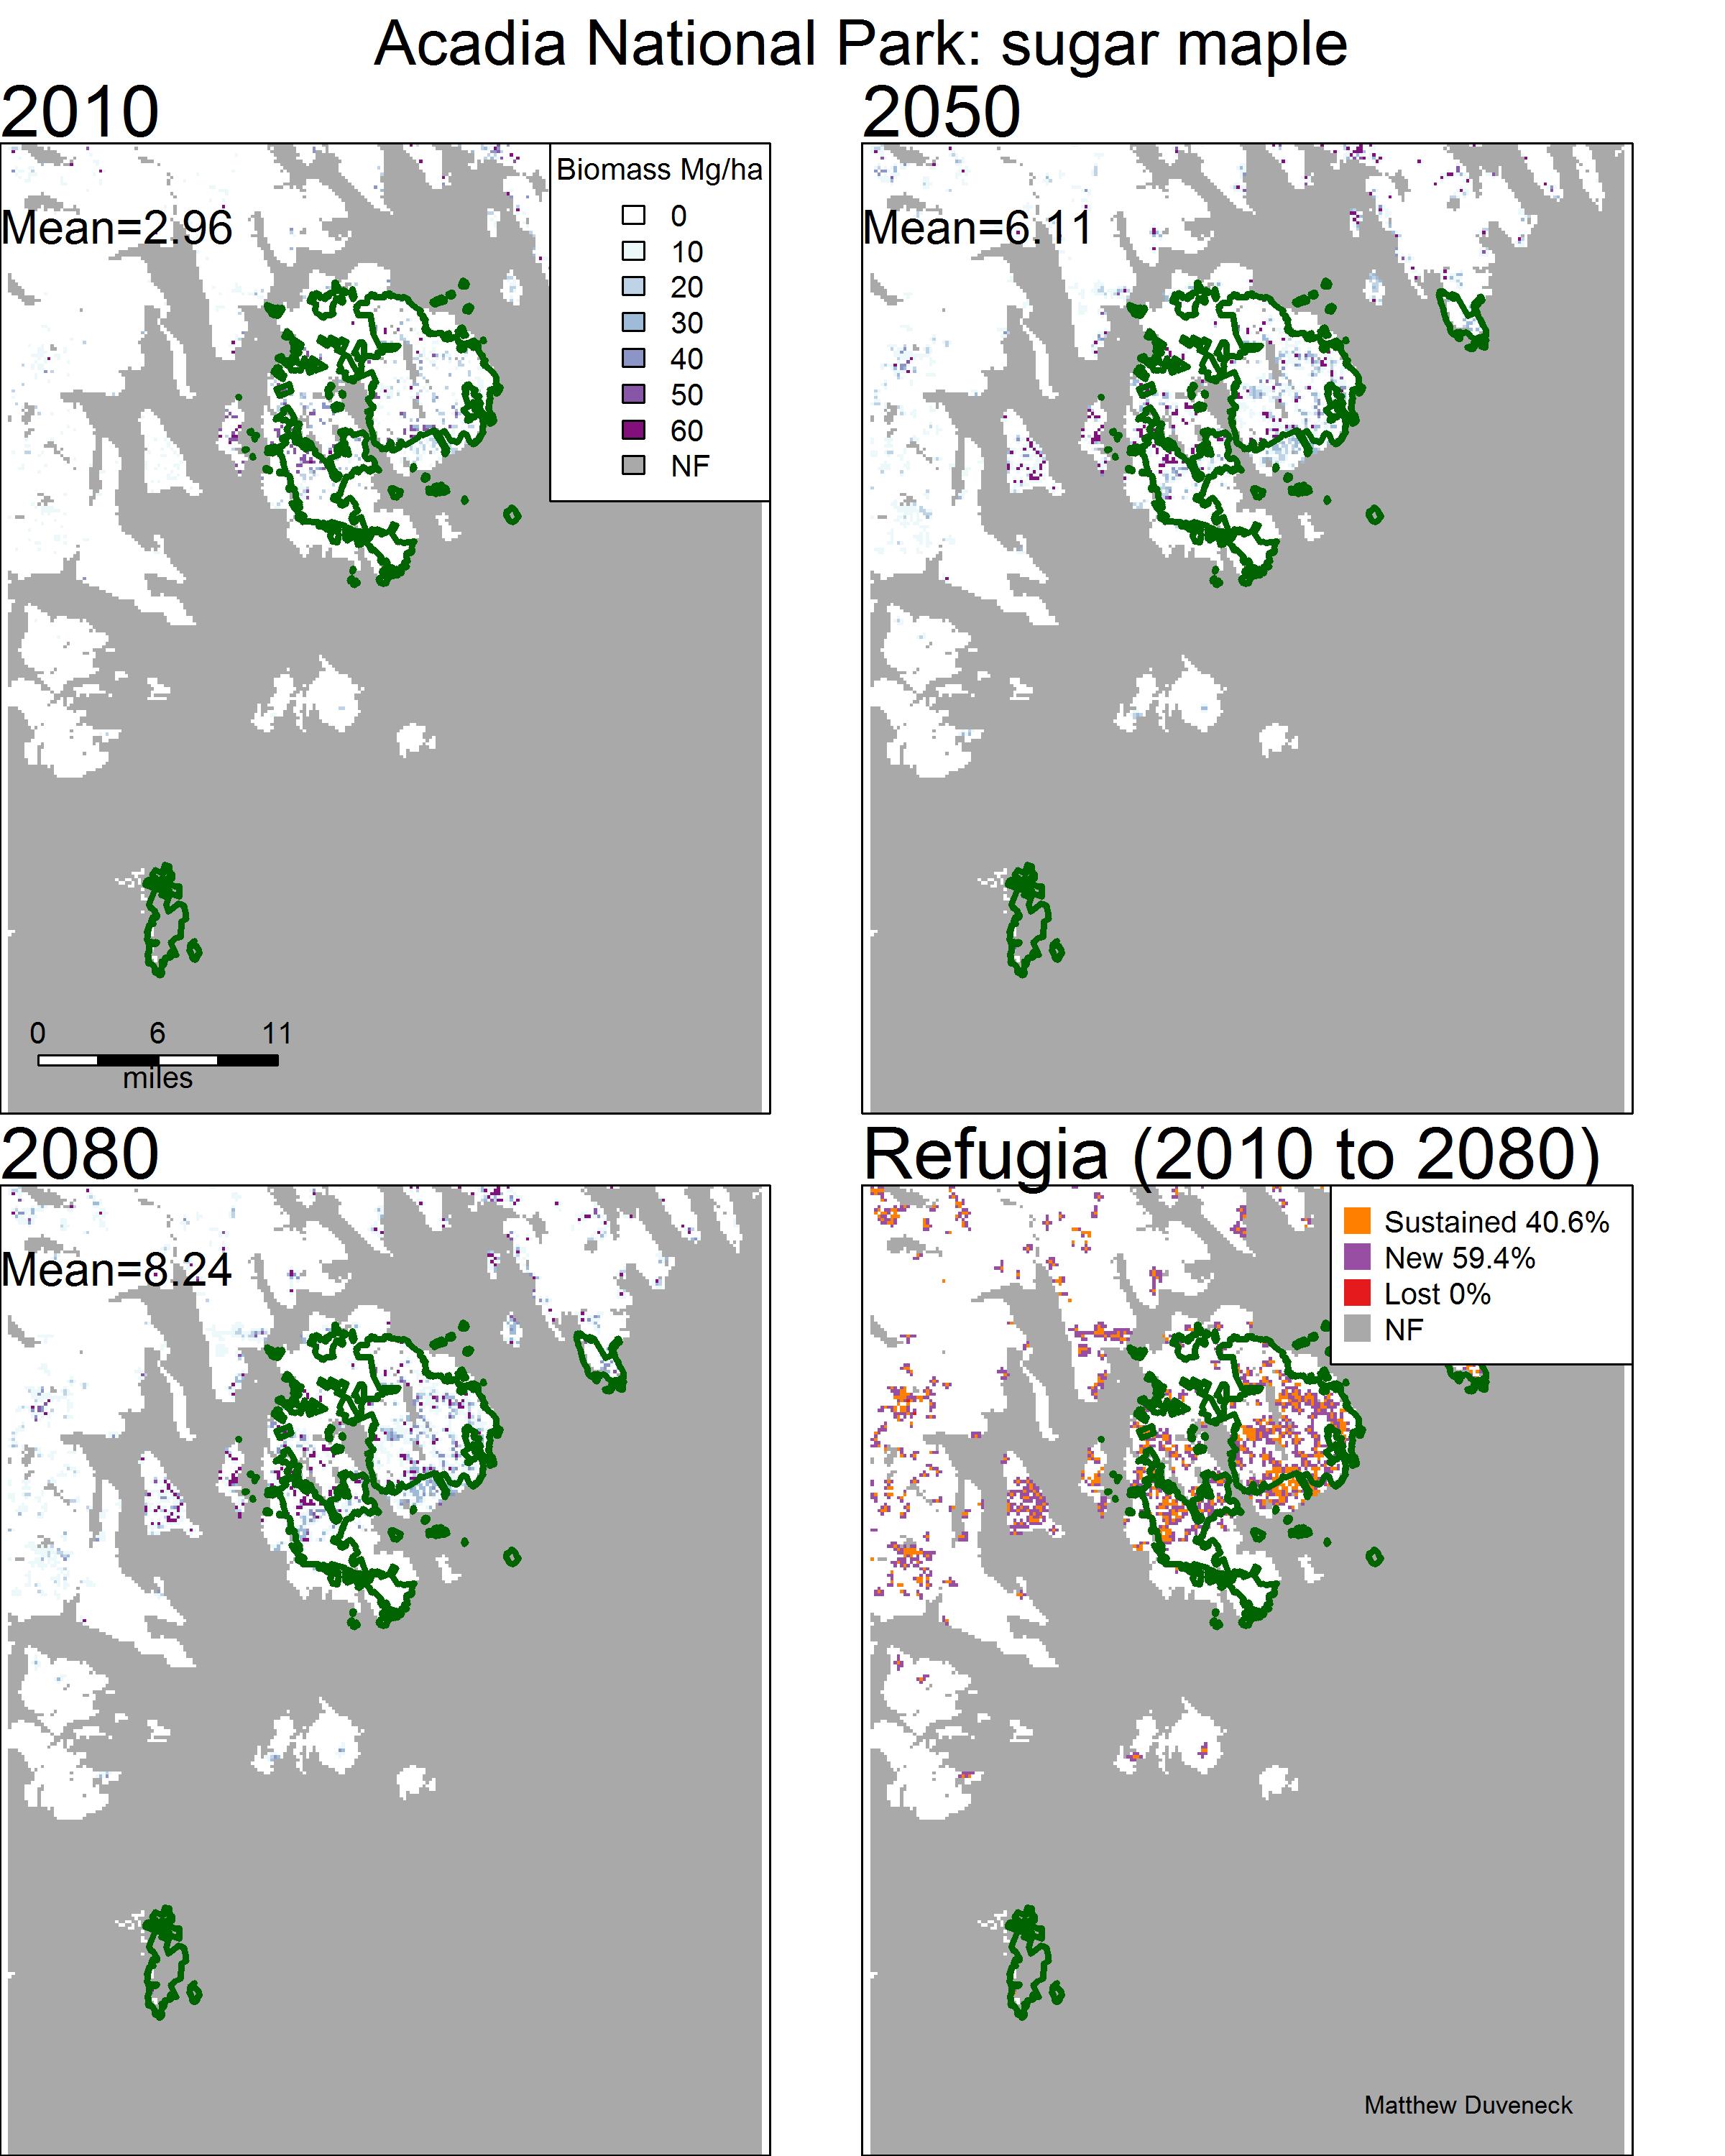 Acadia National Park: sugar maple
2010
Mean=2.96
Biomass Mg/ha
0
10
20
30
40
50
60
NF
0 6 11
miles
2050
Mean=6.11
2080
Mean=8.24
Refugia (2010 to 2080)
Sustained 40.6%
New 59.4%
Lost 0%
NF
Matthew Duveneck